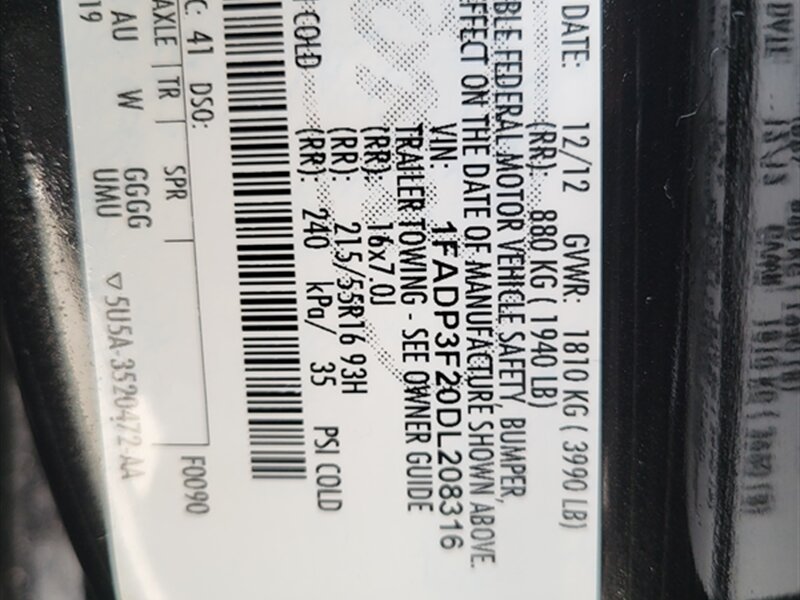 DATE: 12/12 GVWR: 1810 KG ( 3990 LB)
(RR): 880 KG ( 1940 LB)
BLE FEDERAL MOTOR VEHICLE SAFETY, BUMPER,
EFFECT ON THE DATE OF MANUFACTURE SHOWN ABOVE.
VIN: 1FADP3F20DL208316
TRAILER TOWING - SEE OWNER GUIDE
(RR): 16x7.0J
(RR): 215/55R16 93H
COLD (RR): 240 kPa/ 35 PSI COLD
F0090
C: 41 DSO:
AXLE TR SPR
AU W GGGG
19 UMU 5U5A-3520472-AA